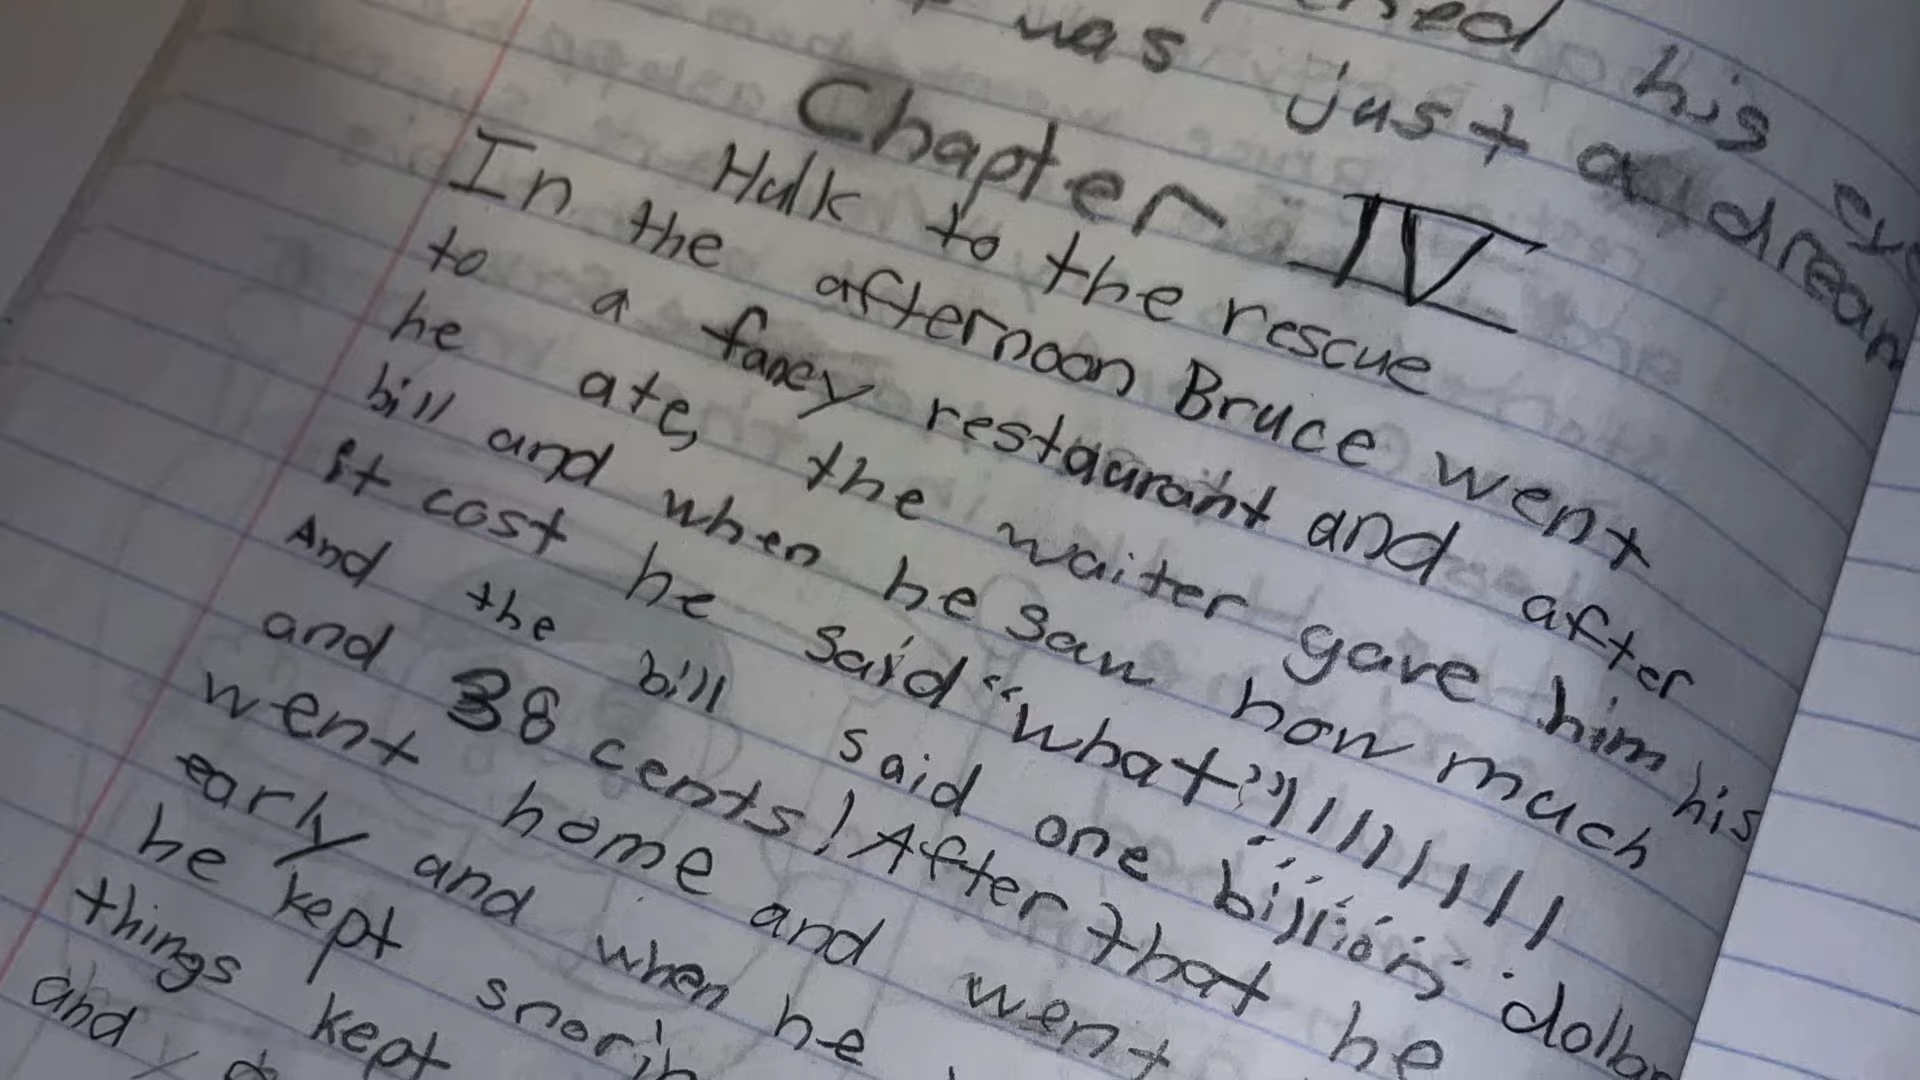 his
was just a
Chapter IV
Hulk to the rescue
In the afternoon Bruce went
to a fancy restaurant and after
he ate, the waiter gave him his
bill and when he saw how much
it cost he said "what?"!!!!!!!!
And the bill said one billion
and 38 cents! After that he
went home and went
early and when he
he kept
things kept
and